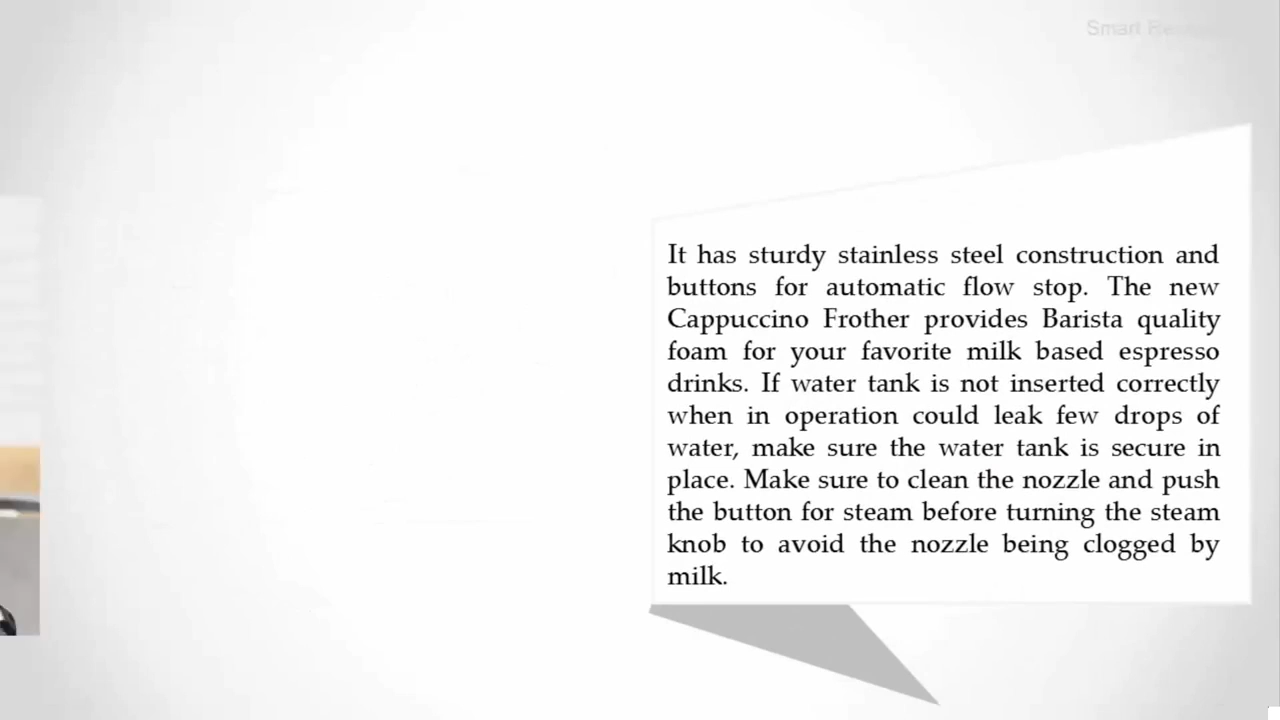 Smart
It has sturdy stainless steel construction and
buttons for automatic flow stop. The new
Cappuccino Frother provides Barista quality
foam for your favorite milk based espresso
drinks. If water tank is not inserted correctly
when in operation could leak few drops of
water, make sure the water tank is secure in
place. Make sure to clean the nozzle and push
the button for steam before turning the steam
knob to avoid the nozzle being clogged by
milk.